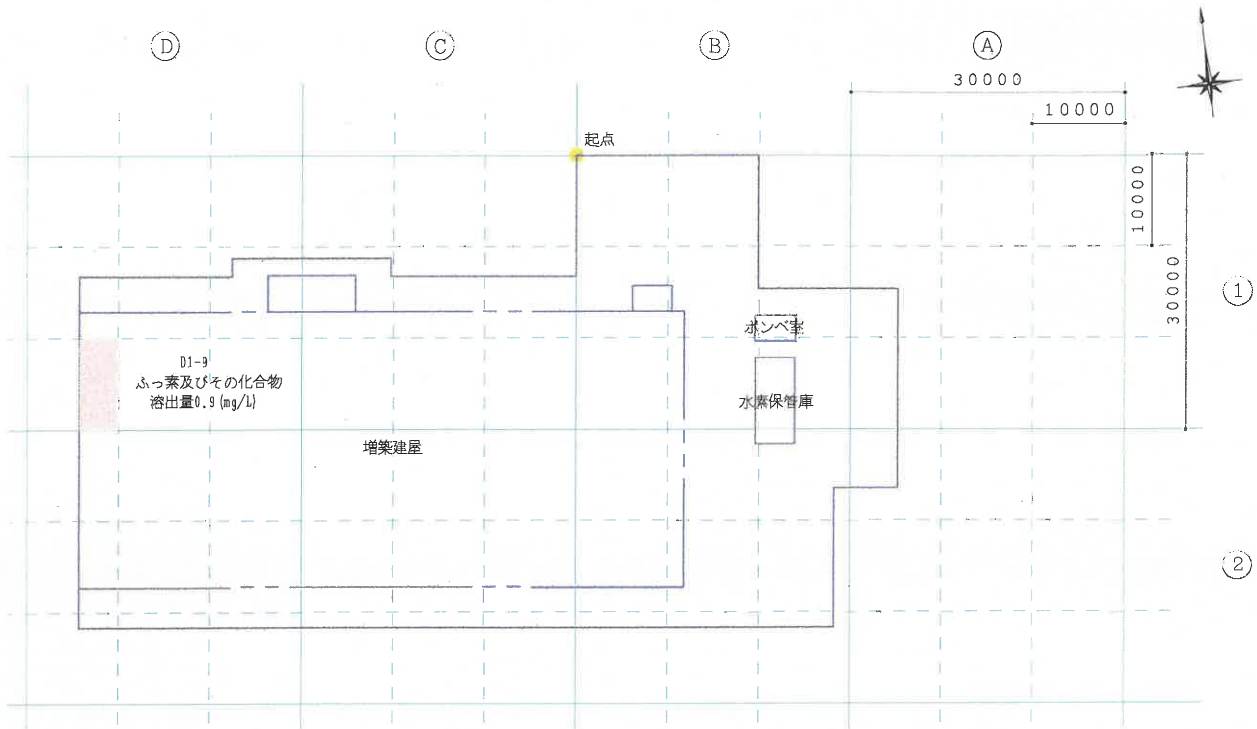 Ⓓ Ⓒ Ⓑ Ⓐ
30000
10000
起点
10000
30000
①
ボンベ室
D1-9
ふっ素及びその化合物
溶出量0.9(mg/L)
水素保管庫
増築建屋
②